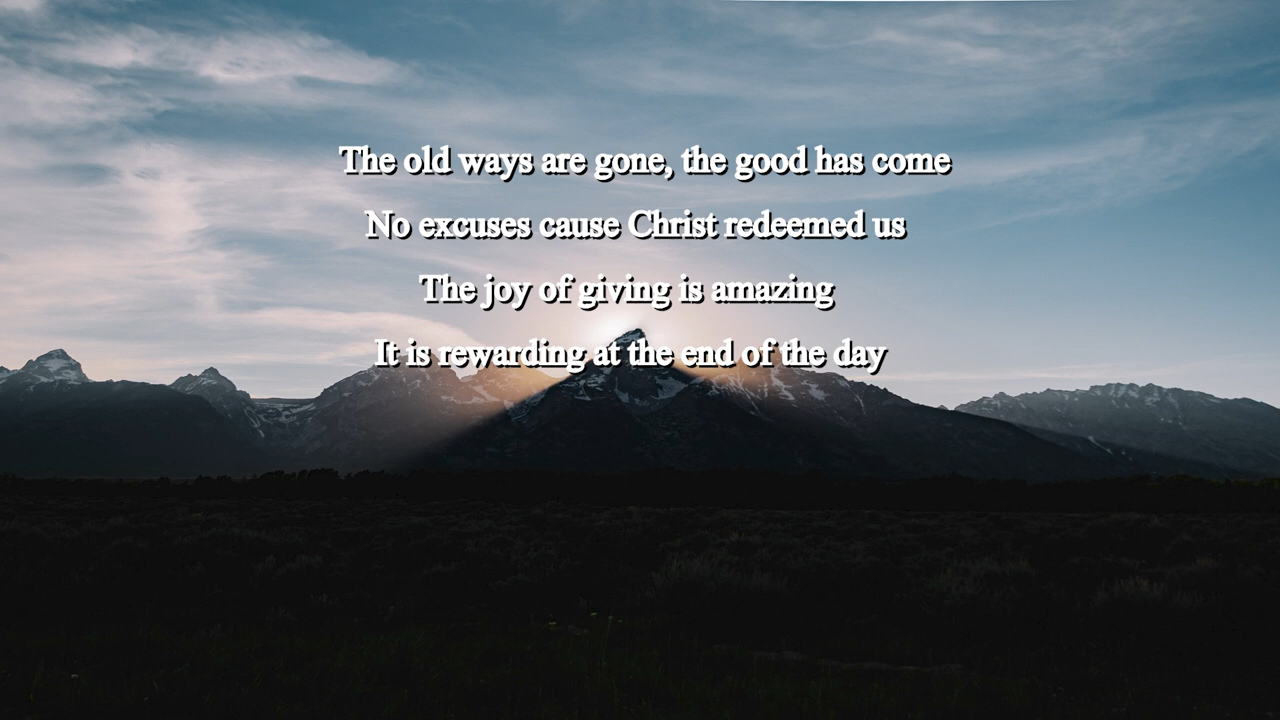 The old ways are gone, the good has come
No excuses cause Christ redeemed us
The joy of giving is amazing
It is rewarding at the end of the day